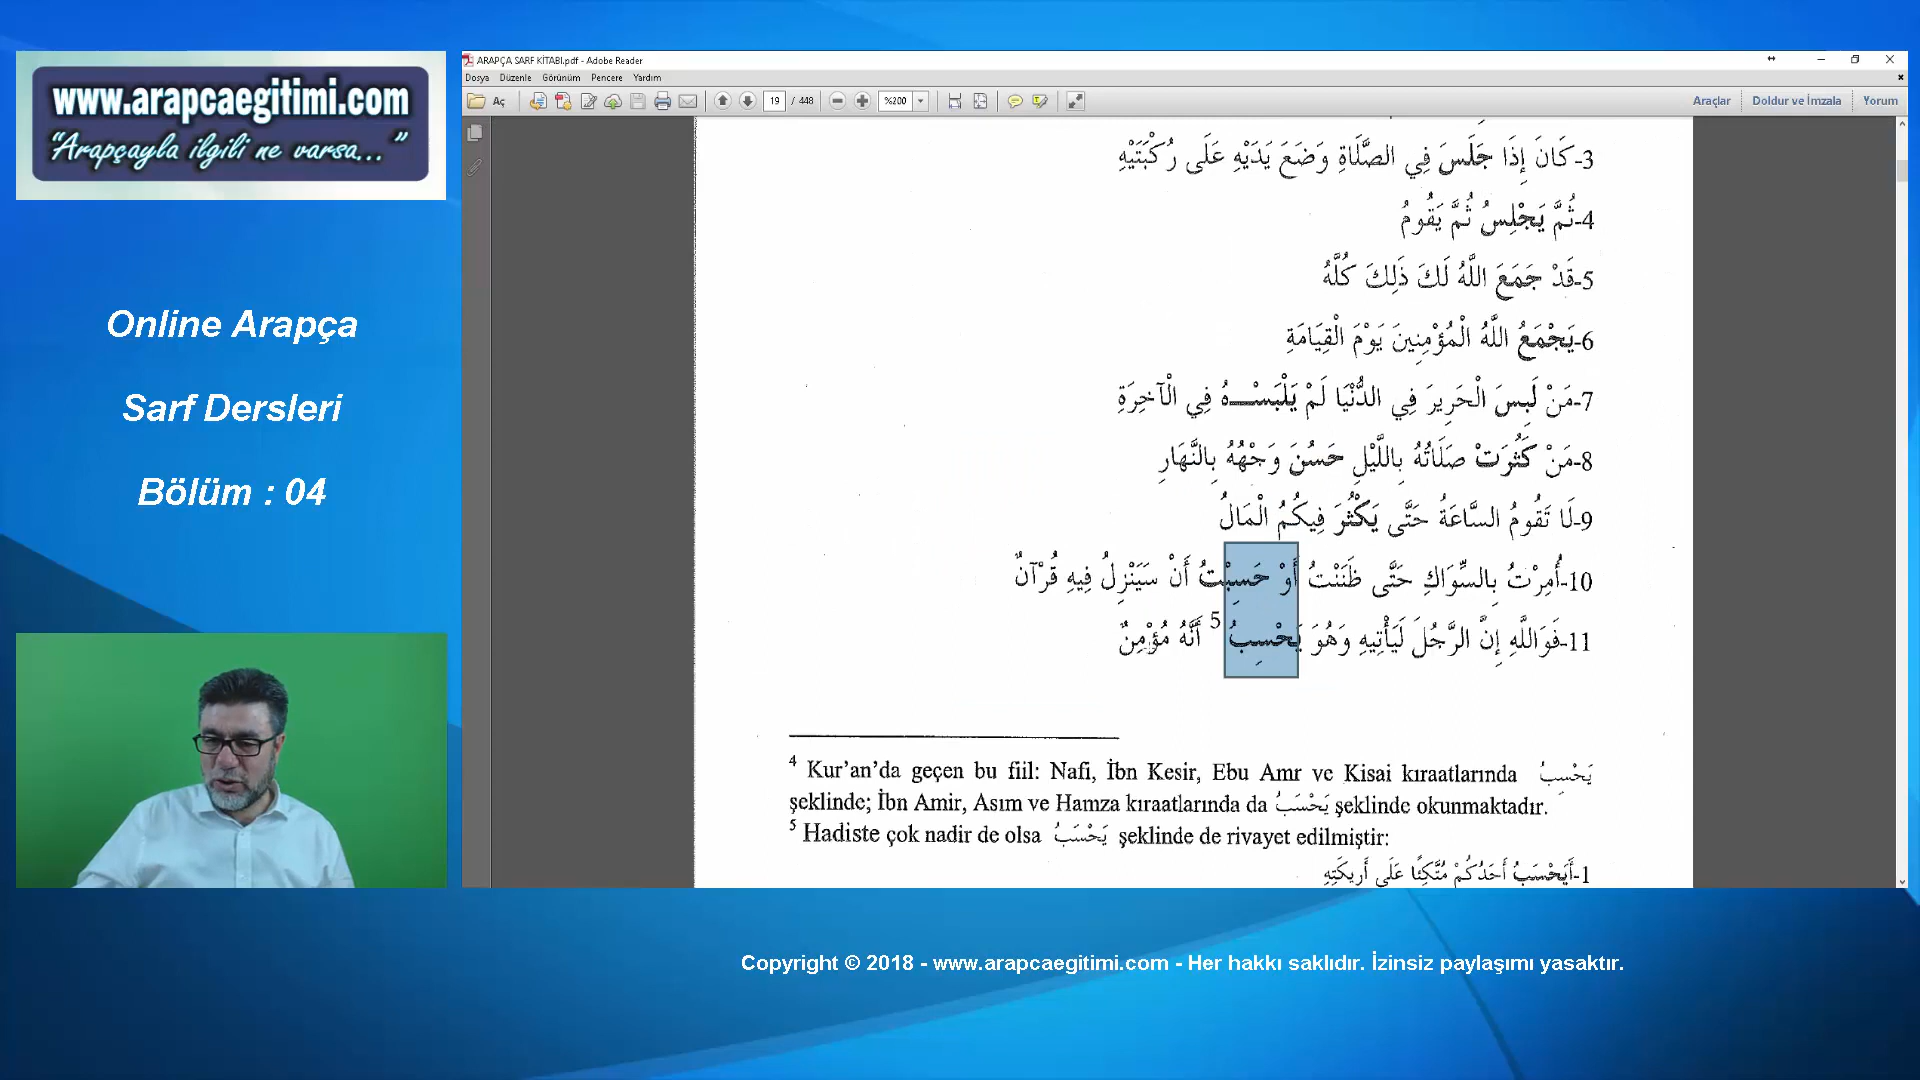 www.arapcaegitimi.com
“Arapçayla ilgili ne varsa...”
Online Arapça
Sarf Dersleri
Bölüm : 04
ARAPÇA SARF KİTABI.pdf - Adobe Reader
Dosya Düzenle Görünüm Pencere Yardım
Aç 19 / 448 %200 Araçlar Doldur ve İmzala Yorum
3-كَانَ إِذَا جَلَسَ فِي الصَّلَاةِ وَضَعَ يَدَيْهِ عَلَى رُكْبَتَيْهِ
4-ثُمَّ يَجْلِسُ ثُمَّ يَقُومُ
5-قَدْ جَمَعَ اللَّهُ لَكَ ذَلِكَ كُلَّهُ
6-يَجْمَعُ اللَّهُ الْمُؤْمِنِينَ يَوْمَ الْقِيَامَةِ
7-مَنْ لَبِسَ الْحَرِيرَ فِي الدُّنْيَا لَمْ يَلْبَسْـــهُ فِي الْآخِرَةِ
8-مَنْ كَثُرَتْ صَلَاتُهُ بِاللَّيْلِ حَسُنَ وَجْهُهُ بِالنَّهَارِ
9-لَا تَقُومُ السَّاعَةُ حَتَّى يَكْثُرَ فِيكُمُ الْمَالُ
10-أُمِرْتُ بِالسِّوَاكِ حَتَّى ظَنَنْتُ أَوْ حَسِبْتُ أَنْ سَيَنْزِلُ فِيهِ قُرْآنٌ
11-فَوَاللَّهِ إِنَّ الرَّجُلَ لَيَأْتِيهِ وَهُوَ يَحْسِبُ 5 أَنَّهُ مُؤْمِنٌ
4 Kur’an’da geçen bu fiil: Nafi, İbn Kesir, Ebu Amr ve Kisai kıraatlarında يَحْسِبُ
şeklinde; İbn Amir, Asım ve Hamza kıraatlarında da يَحْسَبُ şeklinde okunmaktadır.
5 Hadiste çok nadir de olsa يَحْسَبُ şeklinde de rivayet edilmiştir:
1-أَيَحْسَبُ أَحَدُكُمْ مُتَّكِئًا عَلَى أَرِيكَتِهِ
Copyright © 2018 - www.arapcaegitimi.com - Her hakkı saklıdır. İzinsiz paylaşımı yasaktır.